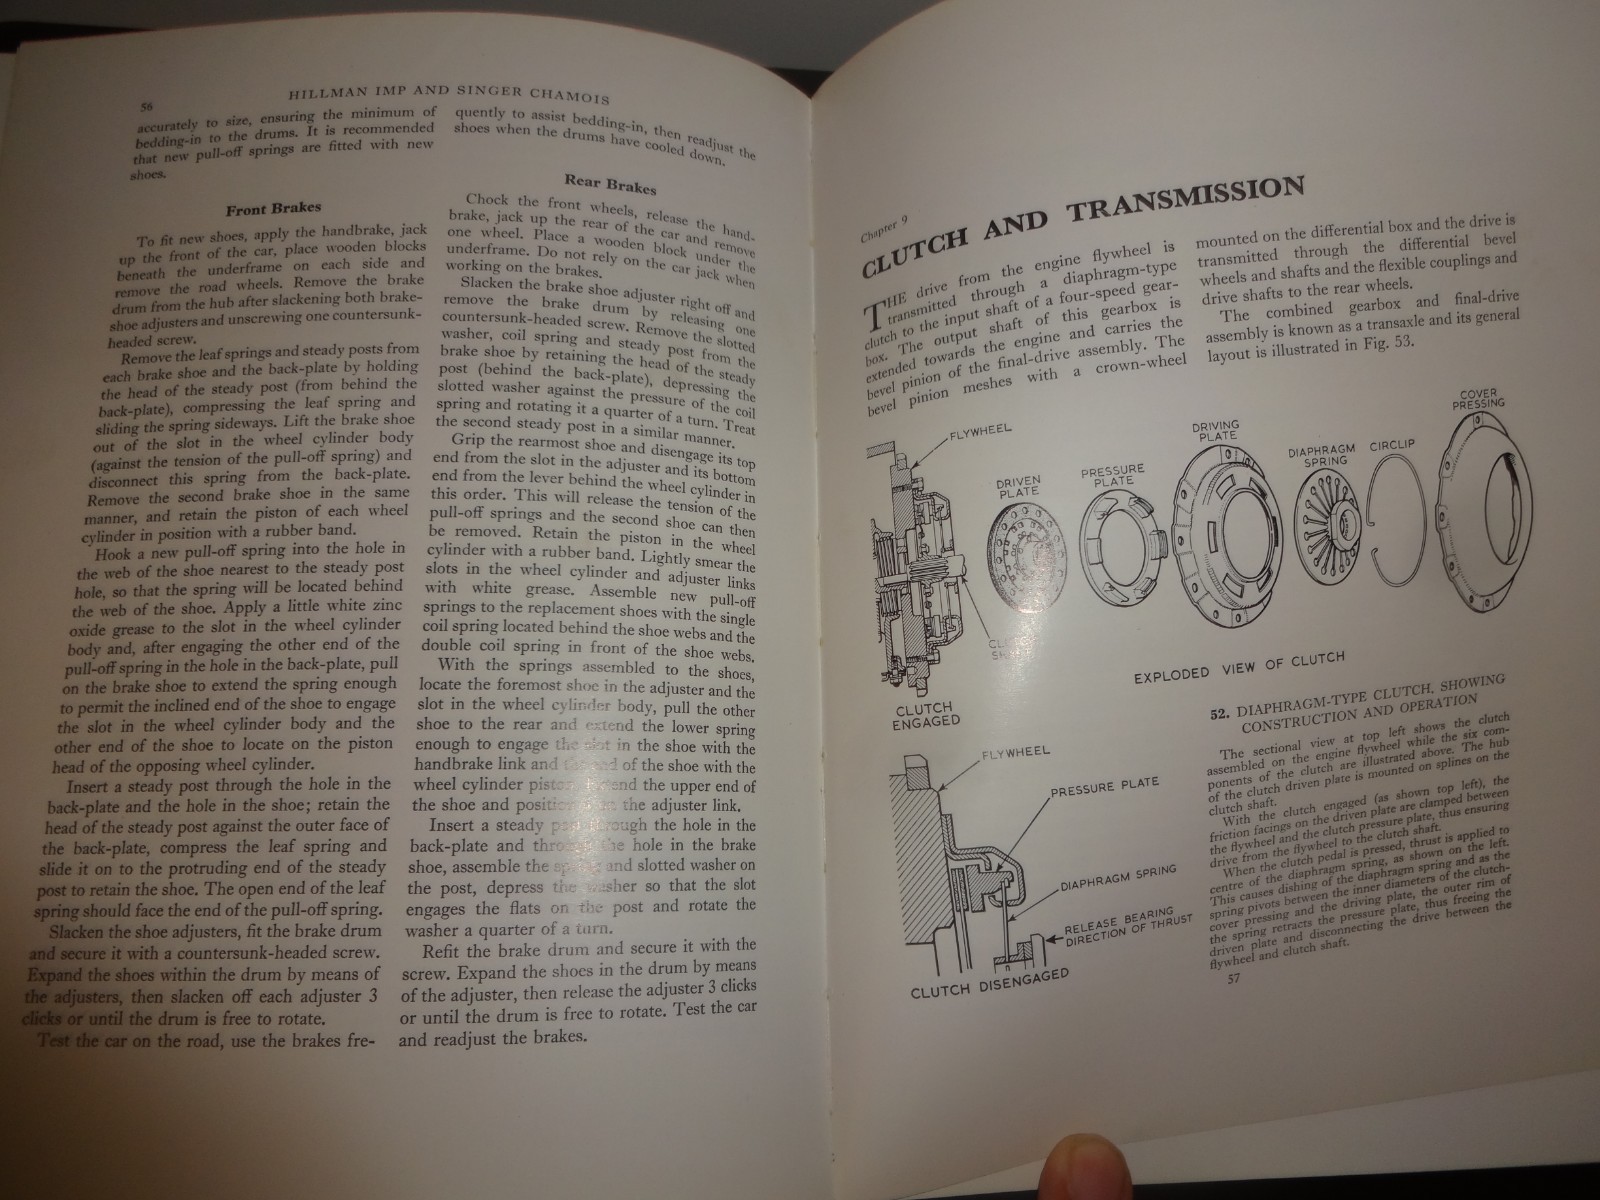 56
HILLMAN IMP AND SINGER CHAMOIS
accurately to size, ensuring the minimum of
bedding-in to the drums. It is recommended
that new pull-off springs are fitted with new
shoes.
Front Brakes
To fit new shoes, apply the handbrake, jack
up the front of the car, place wooden blocks
beneath the underframe on each side and
remove the road wheels. Remove the brake
drum from the hub after slackening both brake-
shoe adjusters and unscrewing one countersunk-
headed screw.
Remove the leaf springs and steady posts from
each brake shoe and the back-plate by holding
the head of the steady post (from behind the
back-plate), compressing the leaf spring and
sliding the spring sideways. Lift the brake shoe
out of the slot in the wheel cylinder body
(against the tension of the pull-off spring) and
disconnect this spring from the back-plate.
Remove the second brake shoe in the same
manner, and retain the piston of each wheel
cylinder in position with a rubber band.
Hook a new pull-off spring into the hole in
the web of the shoe nearest to the steady post
hole, so that the spring will be located behind
the web of the shoe. Apply a little white zinc
oxide grease to the slot in the wheel cylinder
body and, after engaging the other end of the
pull-off spring in the hole in the back-plate, pull
on the brake shoe to extend the spring enough
to permit the inclined end of the shoe to engage
the slot in the wheel cylinder body and the
other end of the shoe to locate on the piston
head of the opposing wheel cylinder.
Insert a steady post through the hole in the
back-plate and the hole in the shoe; retain the
head of the steady post against the outer face of
the back-plate, compress the leaf spring and
slide it on to the protruding end of the steady
post to retain the shoe. The open end of the leaf
spring should face the end of the pull-off spring.
Slacken the shoe adjusters, fit the brake drum
and secure it with a countersunk-headed screw.
Expand the shoes within the drum by means of
the adjusters, then slacken off each adjuster 3
clicks or until the drum is free to rotate.
Test the car on the road, use the brakes fre-
quently to assist bedding-in, then readjust the
shoes when the drums have cooled down.
Rear Brakes
Chock the front wheels, release the hand-
brake, jack up the rear of the car and remove
one wheel. Place a wooden block under the
underframe. Do not rely on the car jack when
working on the brakes.
Slacken the brake shoe adjuster right off and
remove the brake drum by releasing one
countersunk-headed screw. Remove the slotted
washer, coil spring and steady post from the
brake shoe by retaining the head of the steady
post (behind the back-plate), depressing the
slotted washer against the pressure of the coil
spring and rotating it a quarter of a turn. Treat
the second steady post in a similar manner.
Grip the rearmost shoe and disengage its top
end from the slot in the adjuster and its bottom
end from the lever behind the wheel cylinder in
this order. This will release the tension of the
pull-off springs and the second shoe can then
be removed. Retain the piston in the wheel
cylinder with a rubber band. Lightly smear the
slots in the wheel cylinder and adjuster links
with white grease. Assemble new pull-off
springs to the replacement shoes with the single
coil spring located behind the shoe webs and the
double coil spring in front of the shoe webs.
With the springs assembled to the shoes,
locate the foremost shoe in the adjuster and the
slot in the wheel cylinder body, pull the other
shoe to the rear and extend the lower spring
enough to engage the slot in the shoe with the
handbrake link and end of the shoe with the
wheel cylinder the upper end of
the shoe and the adjuster link.
Insert a steady through the hole in the
back-plate and the hole in the brake
shoe, assemble the and slotted washer on
the post, depress the washer so that the slot
engages the flats on the post and rotate the
washer a quarter of a turn.
Refit the brake drum and secure it with the
screw. Expand the shoes in the drum by means
of the adjuster, then release the adjuster 3 clicks
or until the drum is free to rotate. Test the car
and readjust the brakes.
Chapter 9
CLUTCH AND TRANSMISSION
THE drive from the engine flywheel is
transmitted through a diaphragm-type
clutch to the input shaft of a four-speed gear-
box. The output shaft of this gearbox is
extended towards the engine and carries the
bevel pinion of the final-drive assembly. The
bevel pinion meshes with a crown-wheel
mounted on the differential box and the drive is
transmitted through the differential bevel
wheels and shafts and the flexible couplings and
drive shafts to the rear wheels.
The combined gearbox and final-drive
assembly is known as a transaxle and its general
layout is illustrated in Fig. 53.
FLYWHEEL
DRIVEN
PLATE
PRESSURE
PLATE
DRIVING
PLATE
DIAPHRAGM
SPRING
CIRCLIP
COVER
PRESSING
CLUTCH
ENGAGED
EXPLODED VIEW OF CLUTCH
FLYWHEEL
PRESSURE PLATE
DIAPHRAGM SPRING
RELEASE BEARING
DIRECTION OF THRUST
CLUTCH DISENGAGED
52. DIAPHRAGM-TYPE CLUTCH, SHOWING
CONSTRUCTION AND OPERATION
The sectional view at top left shows the clutch
assembled on the engine flywheel while the six com-
ponents of the clutch are illustrated above. The hub
of the clutch driven plate is mounted on splines on the
clutch shaft.
With the clutch engaged (as shown top left), the
friction facings on the driven plate are clamped between
the flywheel and the clutch pressure plate, thus ensuring
drive from the flywheel to the clutch shaft.
When the clutch pedal is pressed, thrust is applied to
centre of the diaphragm spring, as shown on the left.
This causes dishing of the diaphragm spring and as the
spring pivots between the inner diameters of the clutch-
cover pressing and the driving plate, the outer rim of
the spring retracts the pressure plate, thus freeing the
driven plate and disconnecting the drive between the
flywheel and clutch shaft.
57